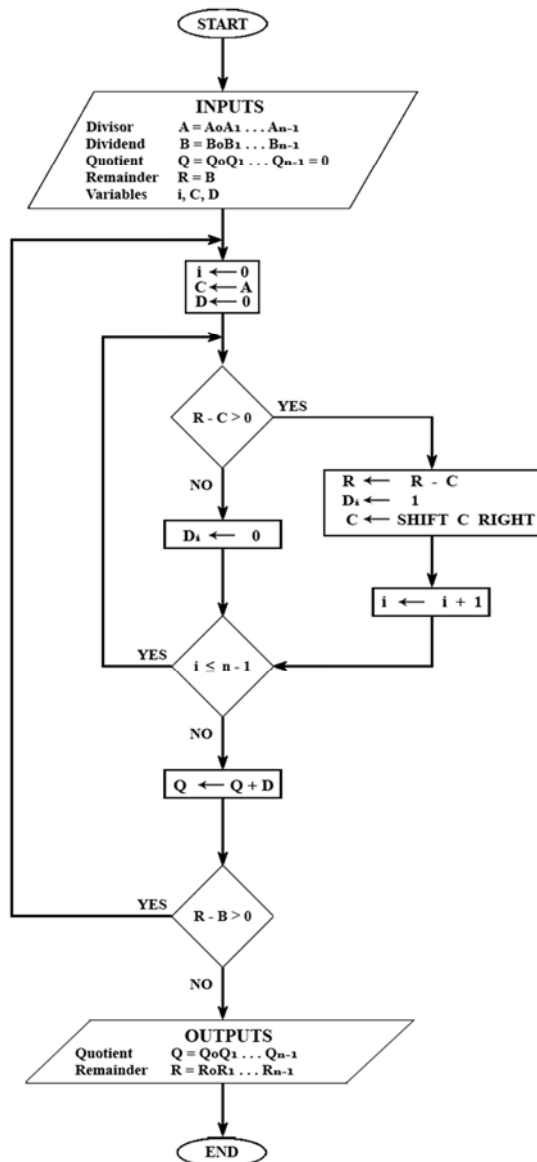 START
INPUTS
Divisor A = A₀A₁ . . . Aₙ₋₁
Dividend B = B₀B₁ . . . Bₙ₋₁
Quotient Q = Q₀Q₁ . . . Qₙ₋₁ = 0
Remainder R = B
Variables i, C, D
i ← 0
C ← A
D ← 0
R - C > 0
YES
NO
R ← R - C
Dᵢ ← 1
C ← SHIFT C RIGHT
Dᵢ ← 0
i ← i + 1
YES
i ≤ n - 1
NO
Q ← Q + D
YES
R - B > 0
NO
OUTPUTS
Quotient Q = Q₀Q₁ . . . Qₙ₋₁
Remainder R = R₀R₁ . . . Rₙ₋₁
END